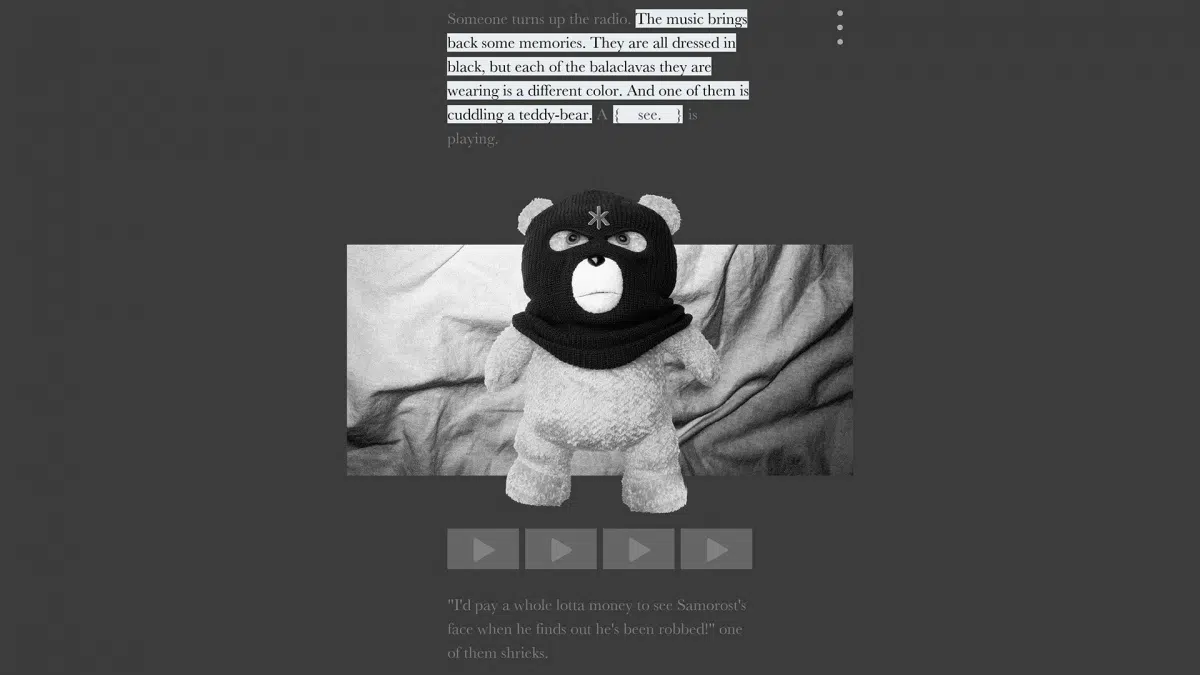 Someone turns up the radio. The music brings
back some memories. They are all dressed in
black, but each of the balaclavas they are
wearing is a different color. And one of them is
cuddling a teddy-bear. A { see. } is
playing.
"I'd pay a whole lotta money to see Samorost's
face when he finds out he's been robbed!" one
of them shrieks.